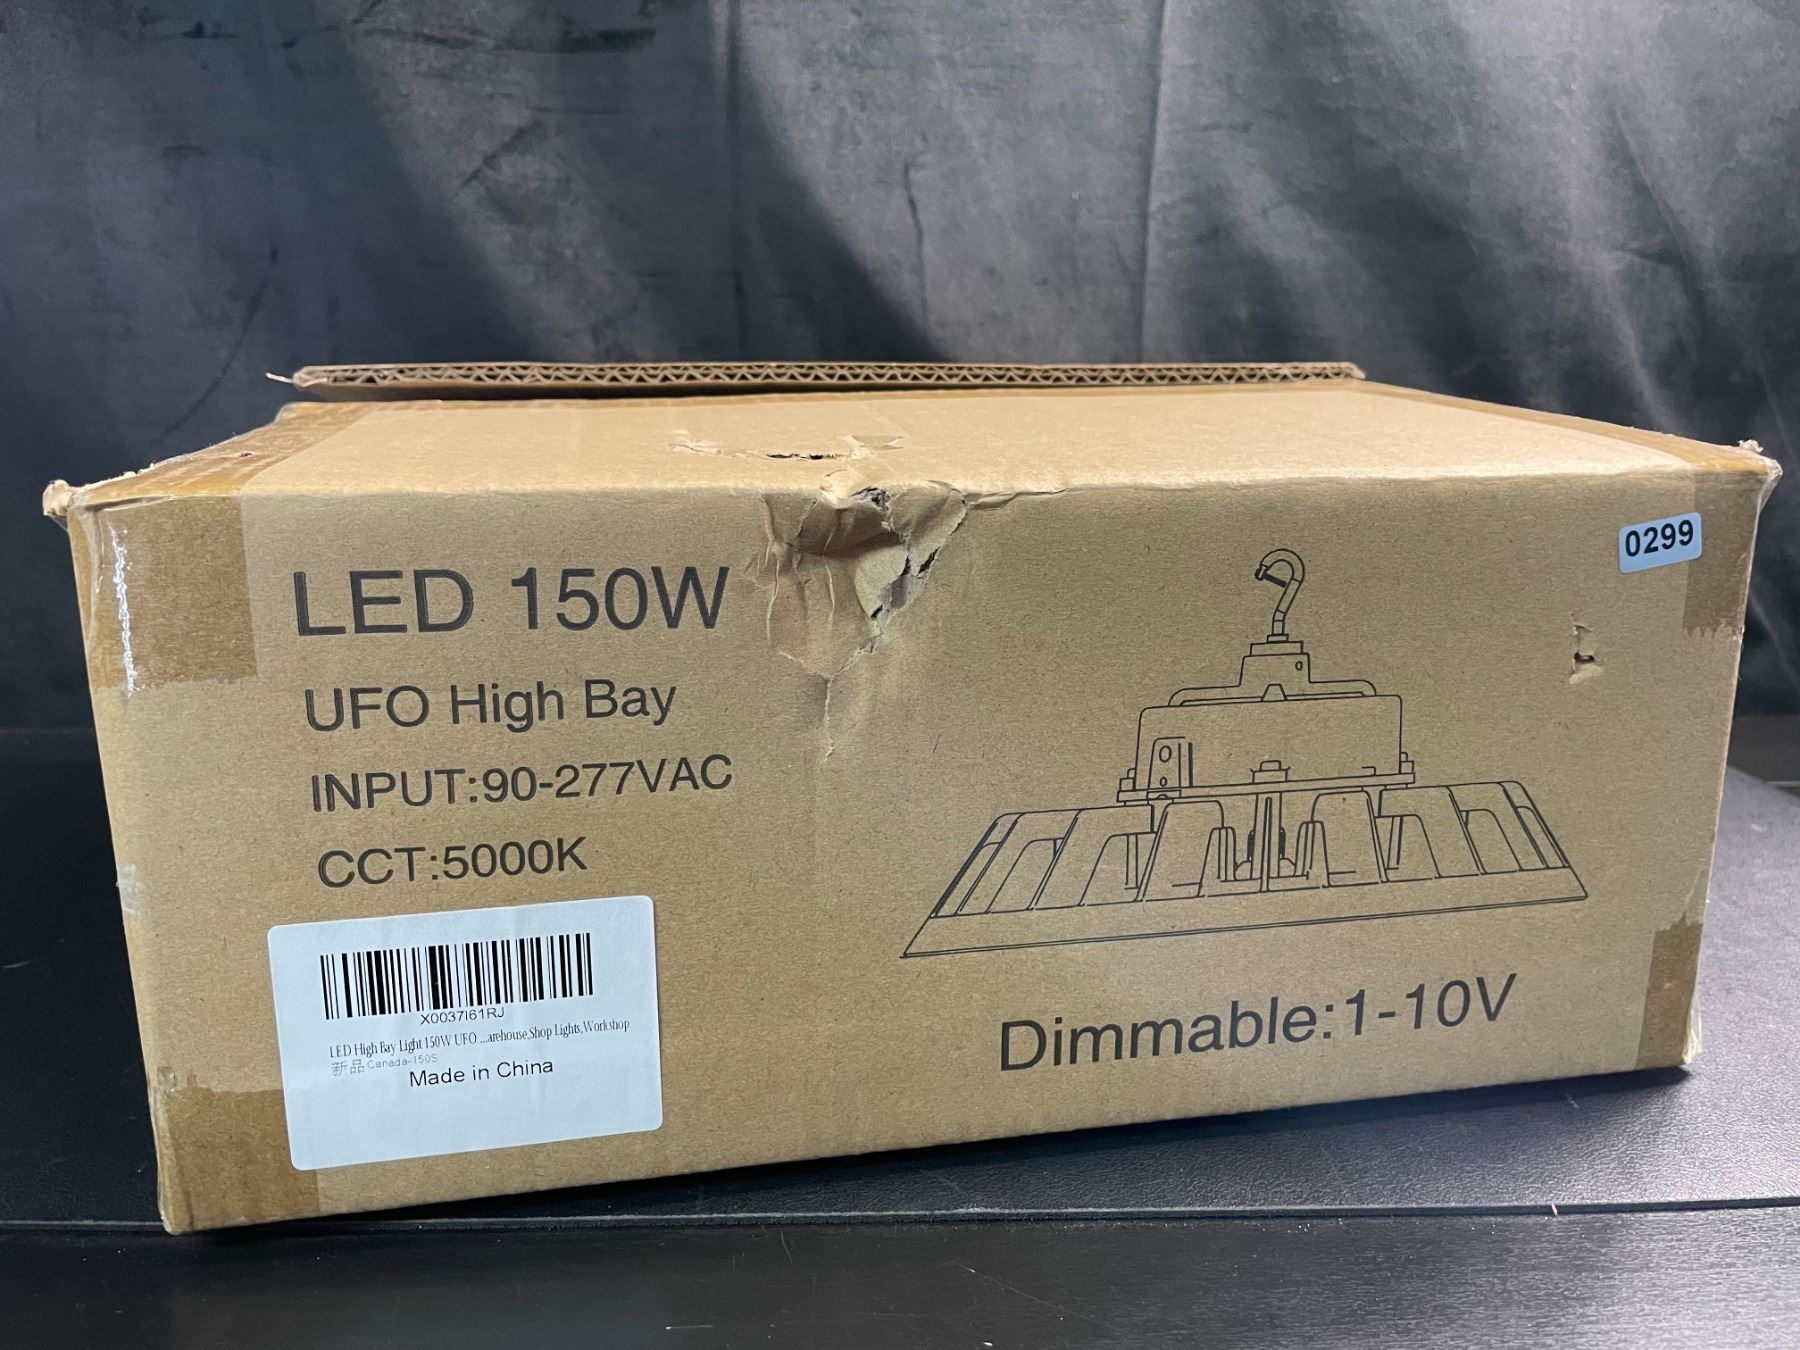 0299
LED 150W
UFO High Bay
INPUT:90-277VAC
CCT:5000K
Dimmable:1-10V
X0037I61RJ
LED High Bay Light 150W UFO ...arehouse,Shop Lights,Workshop
新品 Canada-150S
Made in China